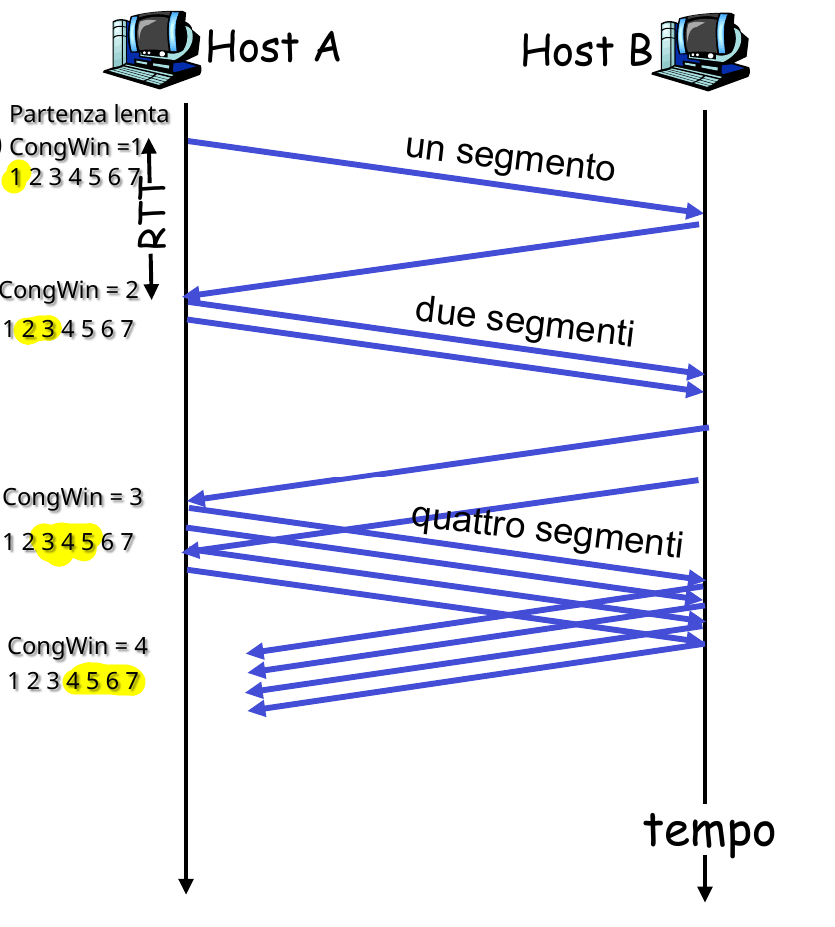 Host A
Host B
Partenza lenta
) CongWin =1
1 2 3 4 5 6 7
RTT
un segmento
CongWin = 2
1 2 3 4 5 6 7
due segmenti
CongWin = 3
1 2 3 4 5 6 7
quattro segmenti
CongWin = 4
1 2 3 4 5 6 7
tempo